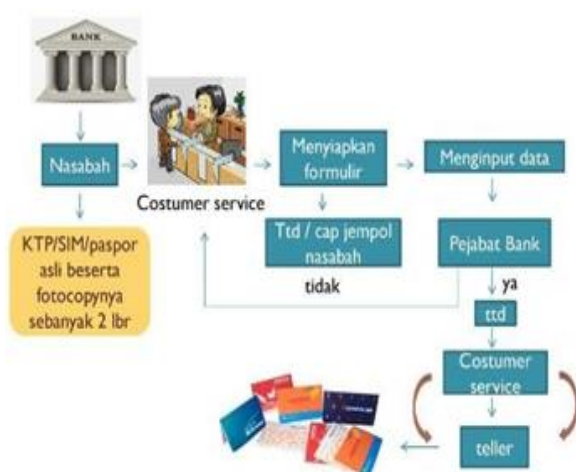 BANK
Nasabah
KTP/SIM/paspor
asli beserta
fotocopynya
sebanyak 2 lbr
Costumer service
Menyiapkan
formulir
Ttd / cap jempol
nasabah
Menginput data
Pejabat Bank
tidak
ya
ttd
Costumer
service
teller